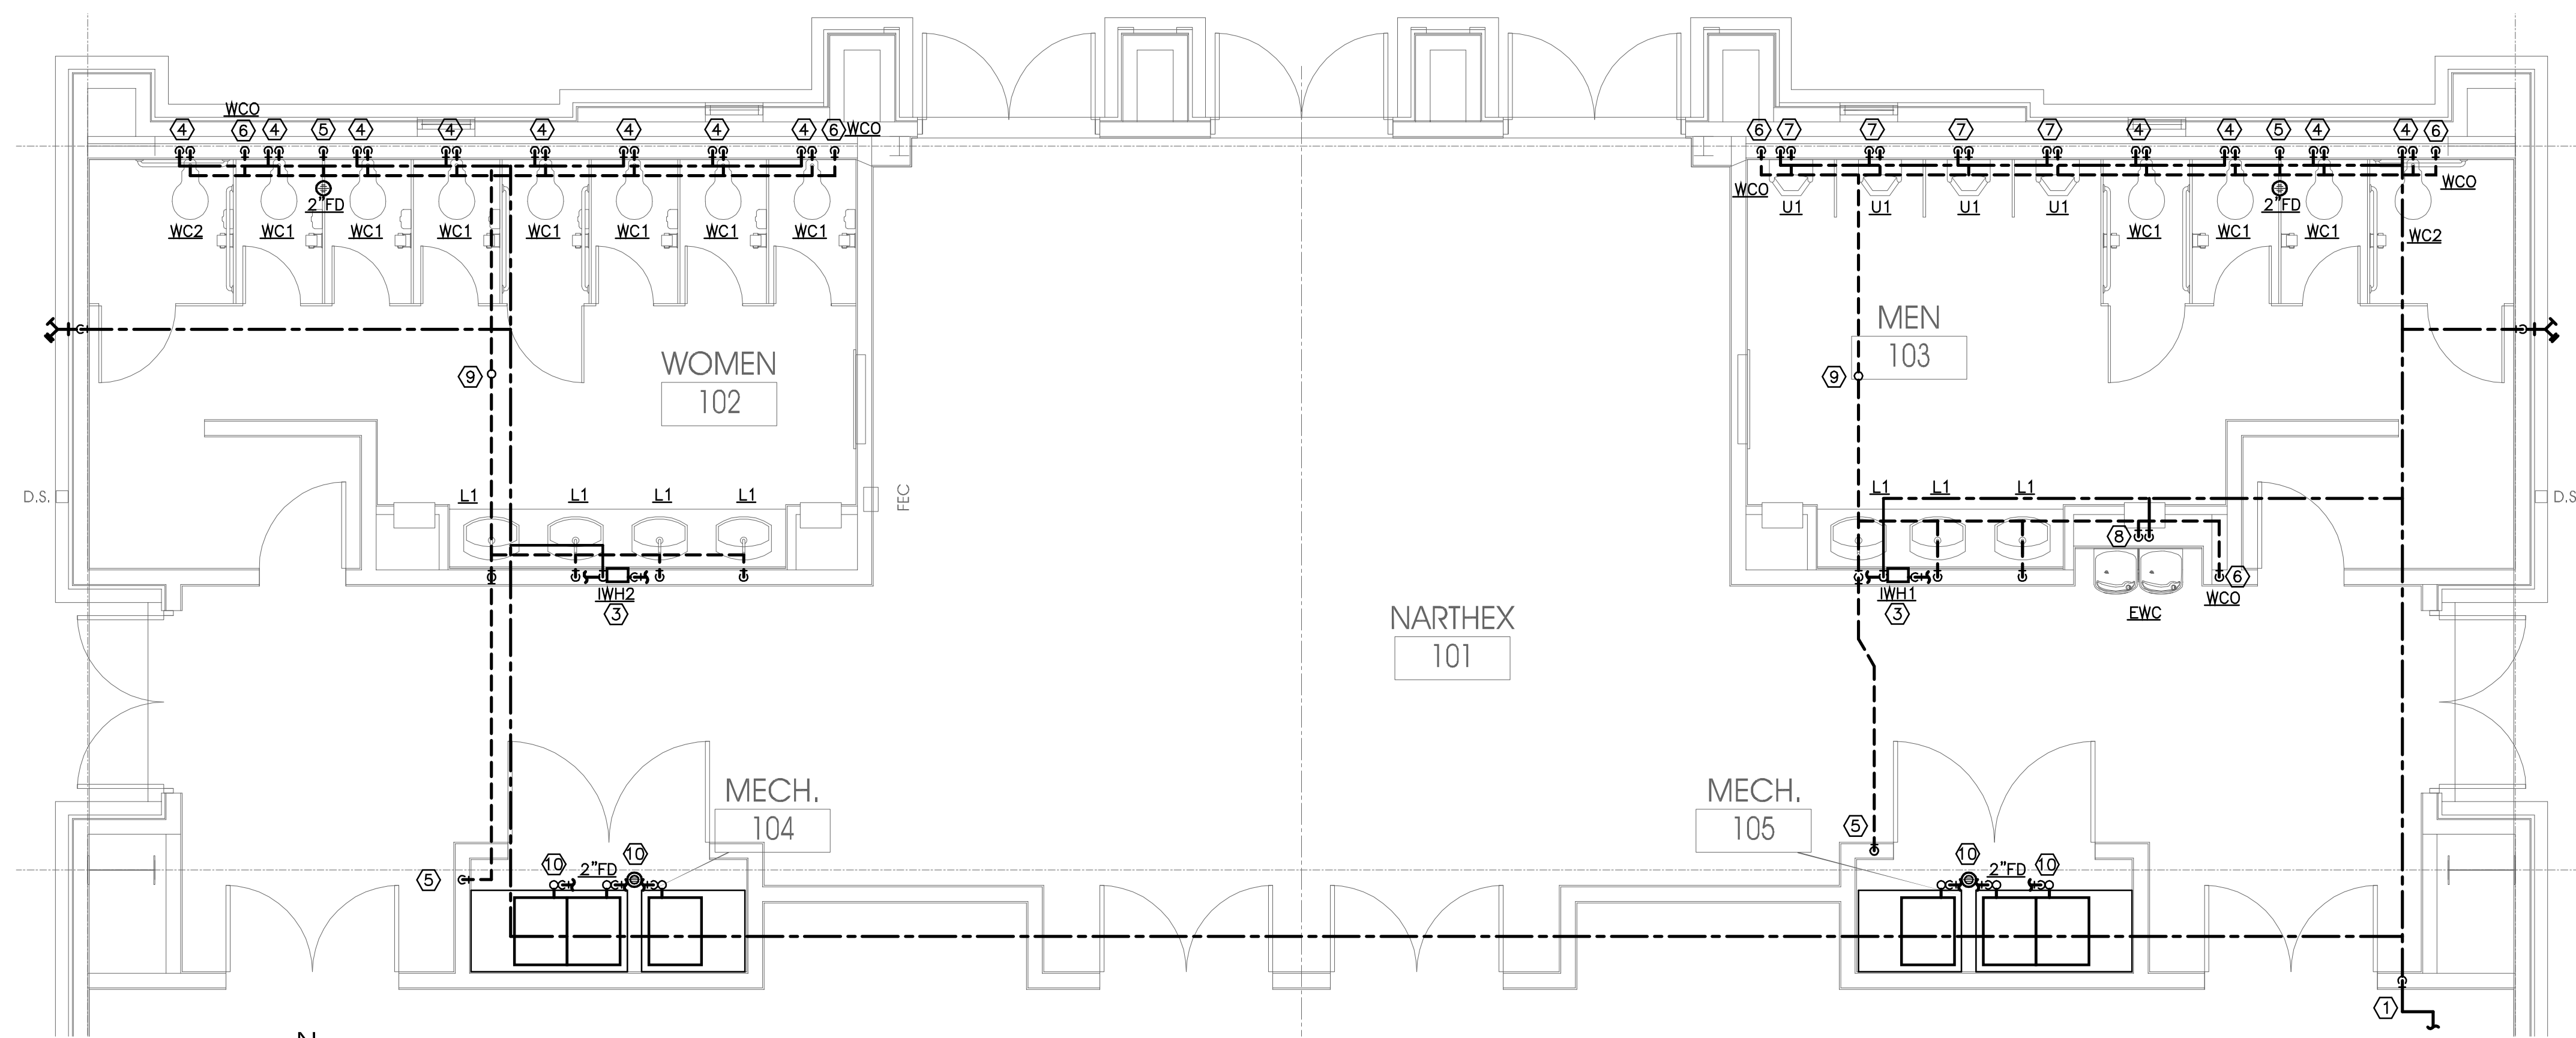 WCO
4 6 4 5 4 4 4 4 4 4 6 WCO
6 7 7 7 7 4 4 5 4 4 6
2"FD
WC2 WC1 WC1 WC1 WC1 WC1 WC1 WC1
WCO U1 U1 U1 U1 WC1 WC1 2"FD WC1 WC2 WCO
MEN
103
WOMEN
102
9
9
D.S.
L1 L1 L1 L1
FEC
L1 L1 L1
D.S
8
IWH2
3
IWH1
3
EWC
6
WCO
NARTHEX
101
MECH.
104
MECH.
105
5
5
10 2"FD 10
10 2"FD 10
1
N